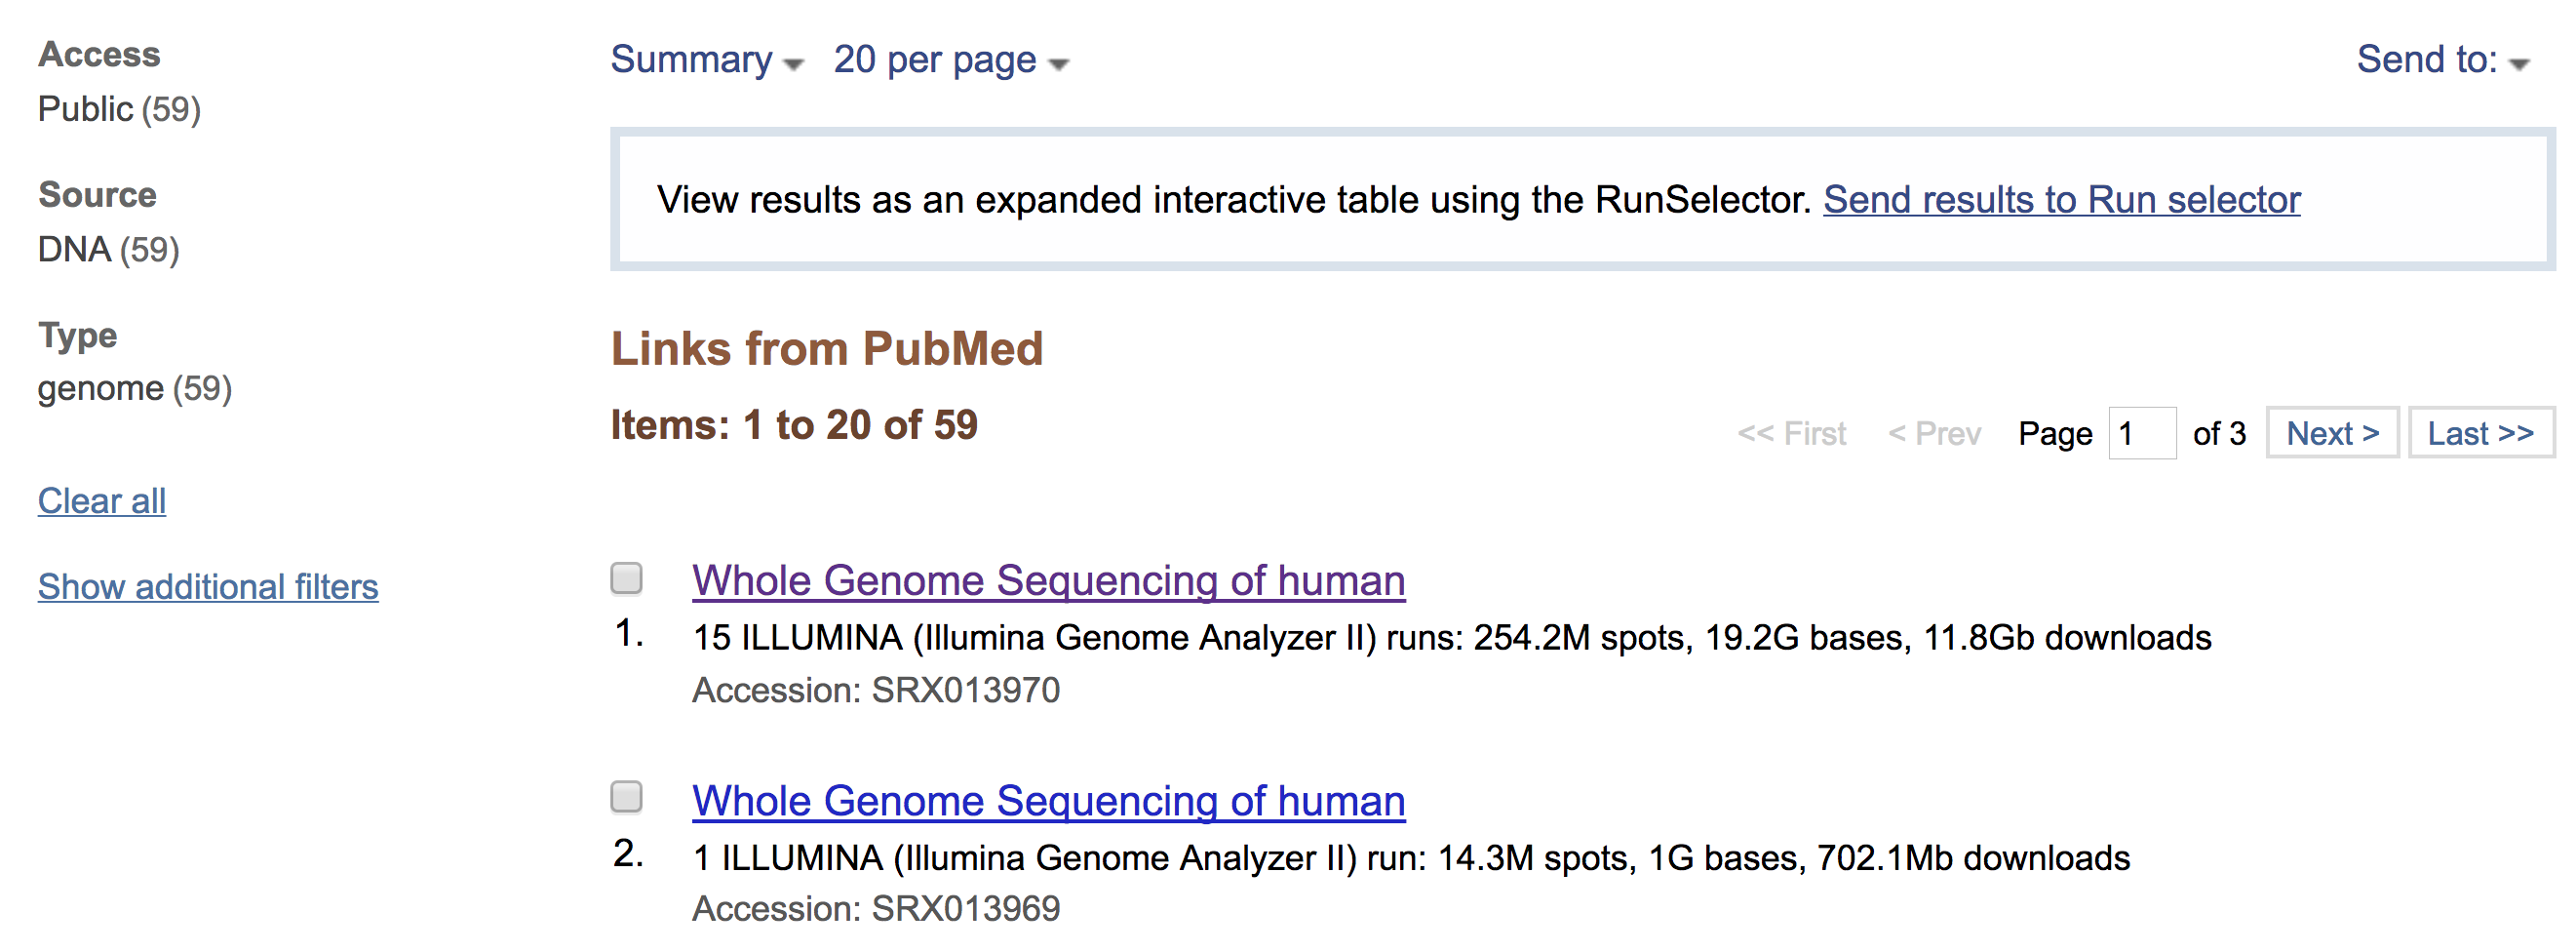 Access
Public (59)
Source
DNA (59)
Type
genome (59)
Clear all
Show additional filters
Summary 20 per page Send to:
View results as an expanded interactive table using the RunSelector. Send results to Run selector
Links from PubMed
Items: 1 to 20 of 59
<< First < Prev Page 1 of 3 Next > Last >>
Whole Genome Sequencing of human
1. 15 ILLUMINA (Illumina Genome Analyzer II) runs: 254.2M spots, 19.2G bases, 11.8Gb downloads
Accession: SRX013970
Whole Genome Sequencing of human
2. 1 ILLUMINA (Illumina Genome Analyzer II) run: 14.3M spots, 1G bases, 702.1Mb downloads
Accession: SRX013969